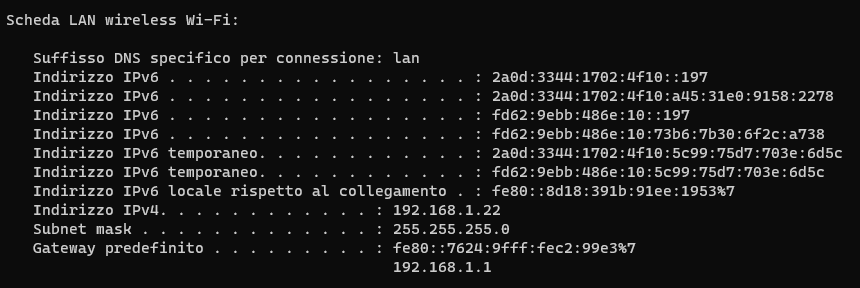 Scheda LAN wireless Wi-Fi:
Suffisso DNS specifico per connessione: lan
Indirizzo IPv6 . . . . . . . . . . . . . . . . . . : 2a0d:3344:1702:4f10::197
Indirizzo IPv6 . . . . . . . . . . . . . . . . . . : 2a0d:3344:1702:4f10:a45:31e0:9158:2278
Indirizzo IPv6 . . . . . . . . . . . . . . . . . . : fd62:9ebb:486e:10::197
Indirizzo IPv6 . . . . . . . . . . . . . . . . . . : fd62:9ebb:486e:10:73b6:7b30:6f2c:a738
Indirizzo IPv6 temporaneo. . . . . . . . . . . . . : 2a0d:3344:1702:4f10:5c99:75d7:703e:6d5c
Indirizzo IPv6 temporaneo. . . . . . . . . . . . . : fd62:9ebb:486e:10:5c99:75d7:703e:6d5c
Indirizzo IPv6 locale rispetto al collegamento . : fe80::8d18:391b:91ee:1953%7
Indirizzo IPv4. . . . . . . . . . . . : 192.168.1.22
Subnet mask . . . . . . . . . . . . . : 255.255.255.0
Gateway predefinito . . . . . . . . . : fe80::7624:9fff:fec2:99e3%7
192.168.1.1